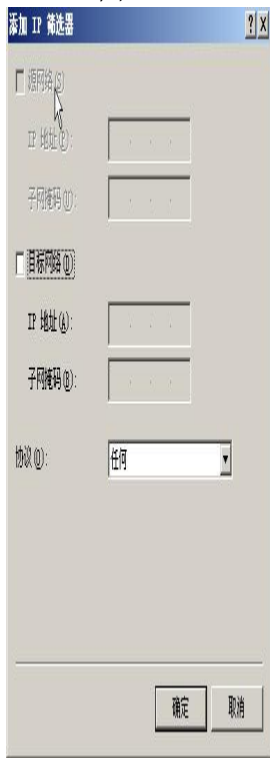 添加 IP 筛选器
源网络(S)
IP 地址(P):
子网掩码(U):
目标网络(D)
IP 地址(A):
子网掩码(B):
协议(O): 任何
确定 取消